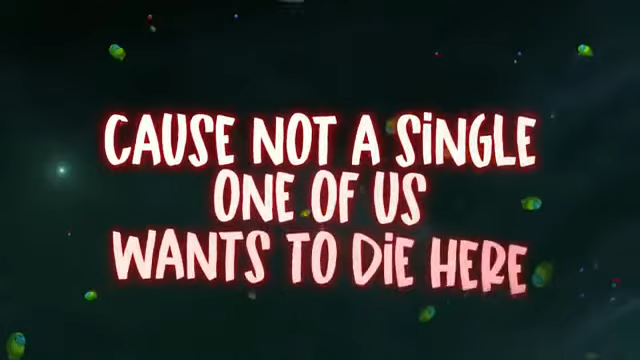 CAUSE NOT A SiNGLE
ONE OF US
WANTS TO DiE HERE